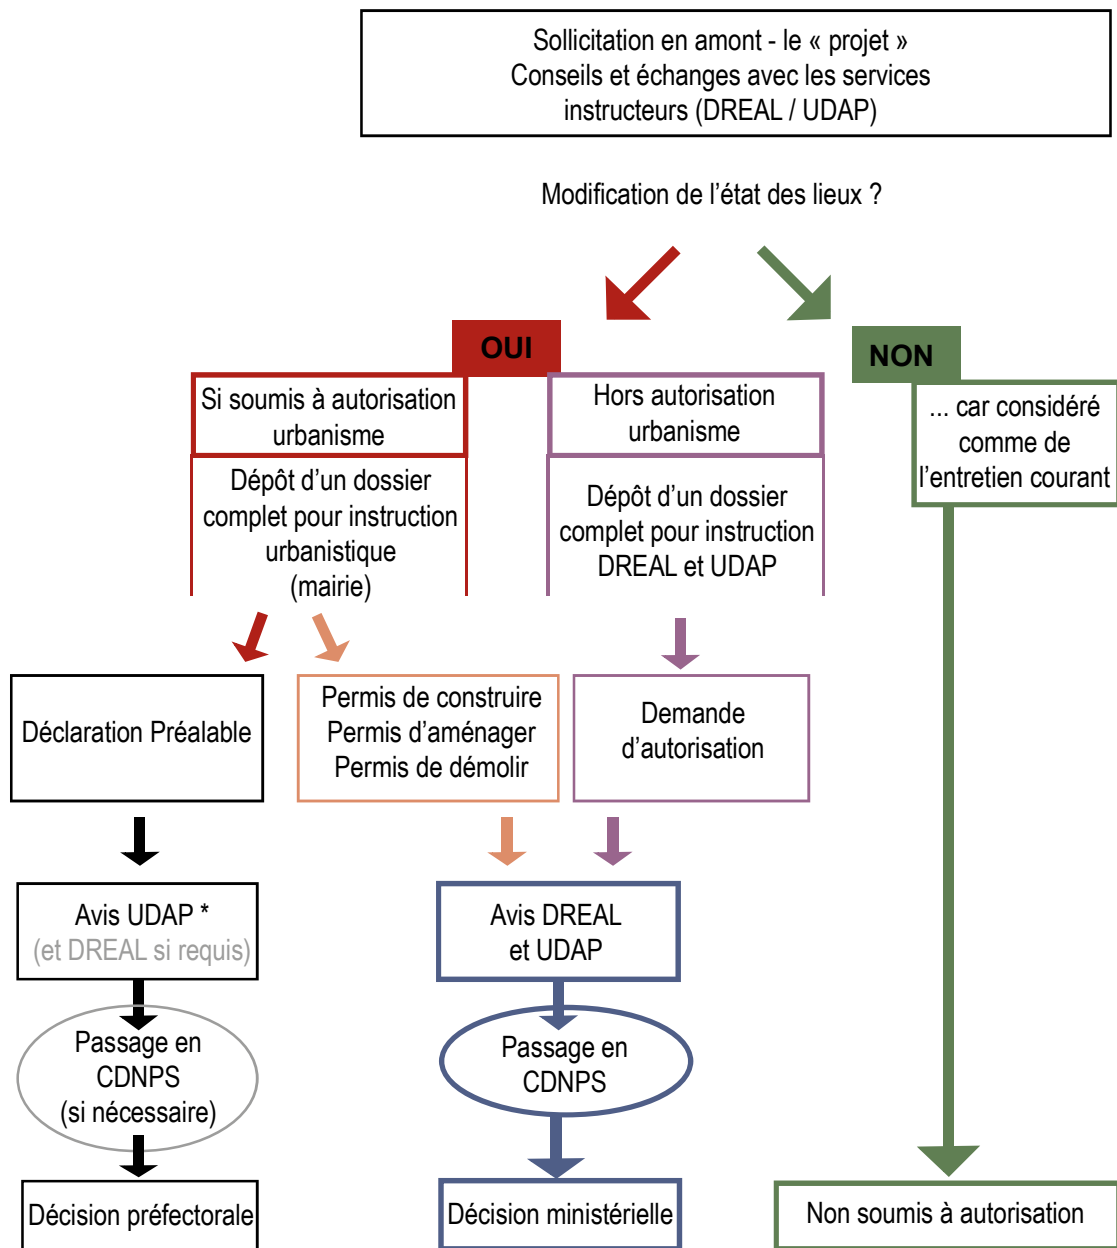 Sollicitation en amont - le « projet »
Conseils et échanges avec les services
instructeurs (DREAL / UDAP)
Modification de l’état des lieux ?
OUI
NON
Si soumis à autorisation
urbanisme
Hors autorisation
urbanisme
... car considéré
comme de
l’entretien courant
Dépôt d’un dossier
complet pour instruction
urbanistique
(mairie)
Dépôt d’un dossier
complet pour instruction
DREAL et UDAP
Déclaration Préalable
Permis de construire
Permis d’aménager
Permis de démolir
Demande
d’autorisation
Avis UDAP *
(et DREAL si requis)
Avis DREAL
et UDAP
Passage en
CDNPS
(si nécessaire)
Passage en
CDNPS
Décision préfectorale
Décision ministérielle
Non soumis à autorisation